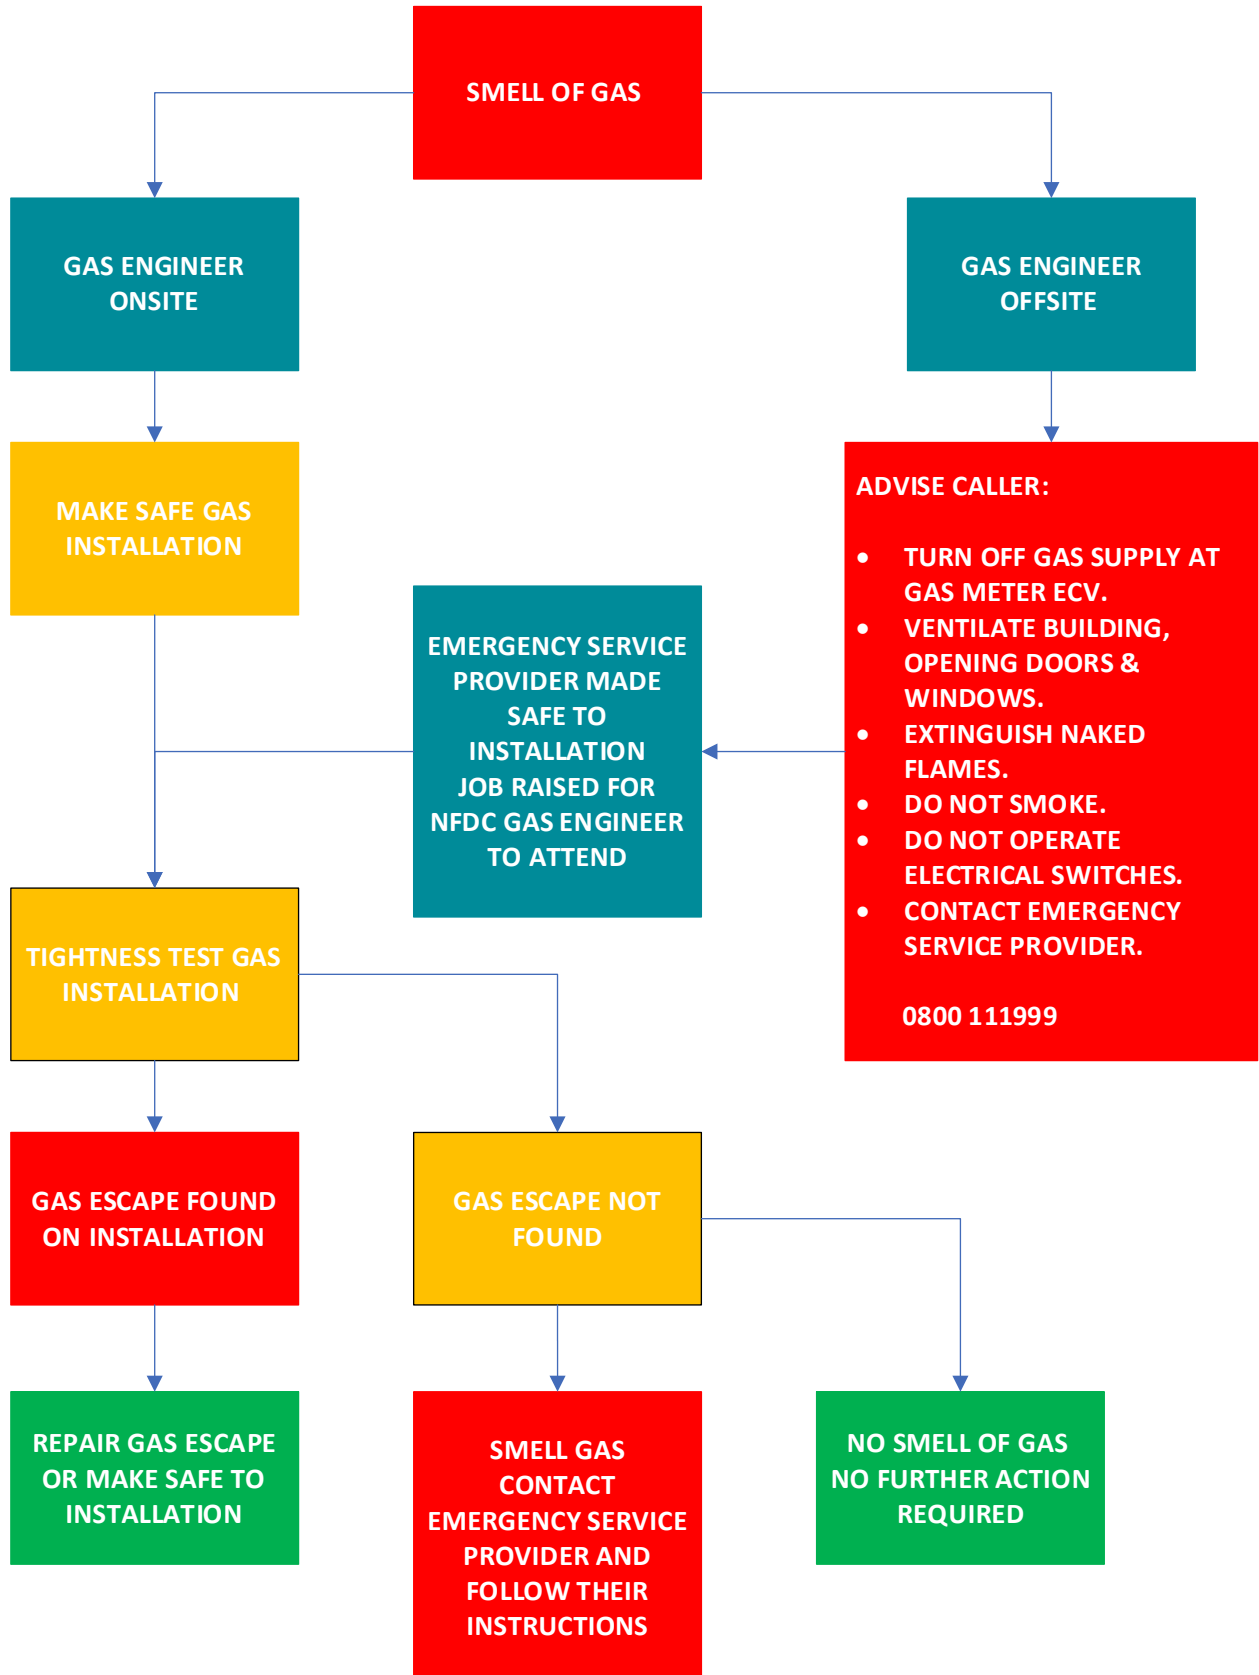 SMELL OF GAS
GAS ENGINEER
ONSITE
GAS ENGINEER
OFFSITE
MAKE SAFE GAS
INSTALLATION
ADVISE CALLER:
• TURN OFF GAS SUPPLY AT
GAS METER ECV.
• VENTILATE BUILDING,
OPENING DOORS &
WINDOWS.
• EXTINGUISH NAKED
FLAMES.
• DO NOT SMOKE.
• DO NOT OPERATE
ELECTRICAL SWITCHES.
• CONTACT EMERGENCY
SERVICE PROVIDER.
0800 111999
EMERGENCY SERVICE
PROVIDER MADE
SAFE TO
INSTALLATION
JOB RAISED FOR
NFDC GAS ENGINEER
TO ATTEND
TIGHTNESS TEST GAS
INSTALLATION
GAS ESCAPE FOUND
ON INSTALLATION
GAS ESCAPE NOT
FOUND
REPAIR GAS ESCAPE
OR MAKE SAFE TO
INSTALLATION
SMELL GAS
CONTACT
EMERGENCY SERVICE
PROVIDER AND
FOLLOW THEIR
INSTRUCTIONS
NO SMELL OF GAS
NO FURTHER ACTION
REQUIRED